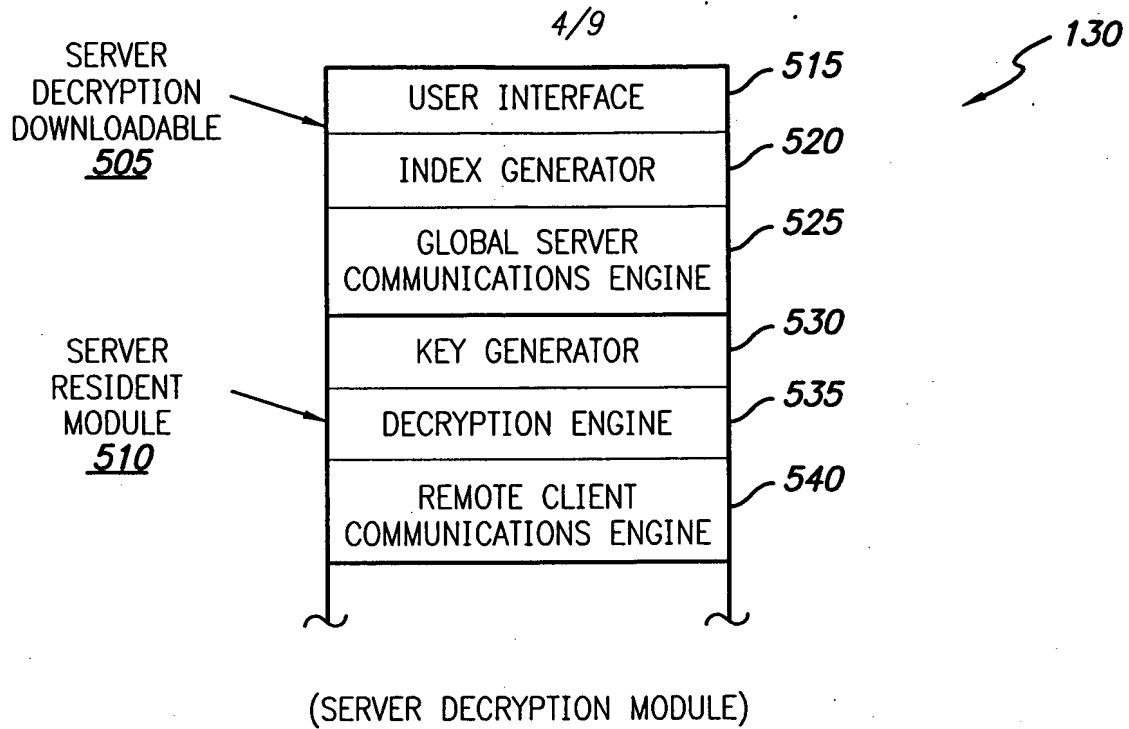 4/9
130
SERVER
DECRYPTION
DOWNLOADABLE
505
USER INTERFACE
515
INDEX GENERATOR
520
GLOBAL SERVER
COMMUNICATIONS ENGINE
525
SERVER
RESIDENT
MODULE
510
KEY GENERATOR
530
DECRYPTION ENGINE
535
REMOTE CLIENT
COMMUNICATIONS ENGINE
540
(SERVER DECRYPTION MODULE)